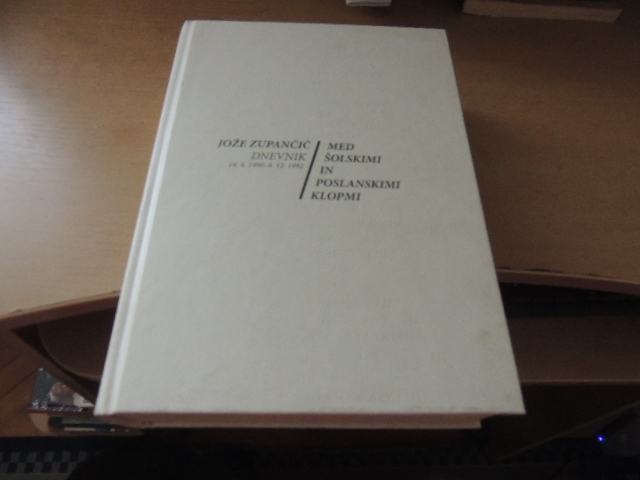 JOŽE ZUPANČIČ
DNEVNIK
MED
ŠOLSKIMI
IN
POSLANSKIMI
KLOPMI